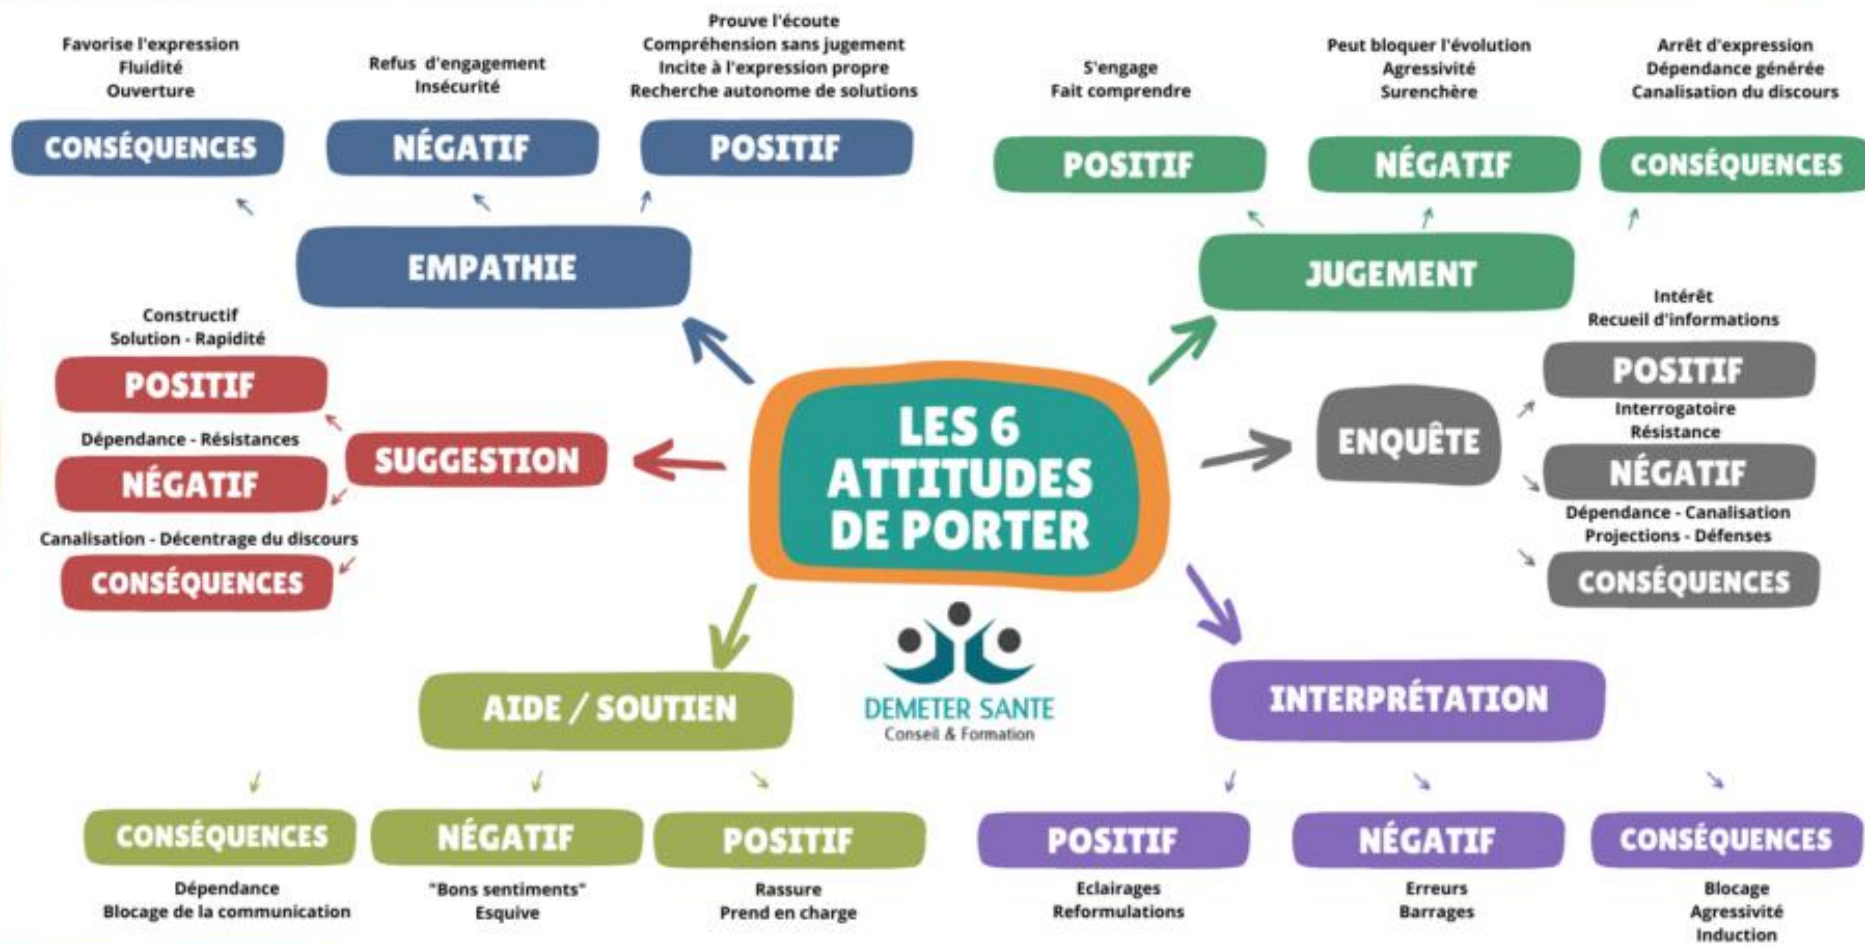 Favorise l'expression
Fluidité
Ouverture
CONSÉQUENCES
Refus d'engagement
Insécurité
NÉGATIF
Prouve l'écoute
Compréhension sans jugement
Incite à l'expression propre
Recherche autonome de solutions
POSITIF
EMPATHIE
S'engage
Fait comprendre
POSITIF
Peut bloquer l'évolution
Agressivité
Surenchère
NÉGATIF
Arrêt d'expression
Dépendance générée
Canalisation du discours
CONSÉQUENCES
JUGEMENT
Constructif
Solution - Rapidité
POSITIF
Dépendance - Résistances
NÉGATIF
Canalisation - Décentrage du discours
CONSÉQUENCES
SUGGESTION
LES 6
ATTITUDES
DE PORTER
ENQUÊTE
Intérêt
Recueil d'informations
POSITIF
Interrogatoire
Résistance
NÉGATIF
Dépendance - Canalisation
Projections - Défenses
CONSÉQUENCES
AIDE / SOUTIEN
DEMETER SANTE
Conseil & Formation
INTERPRÉTATION
CONSÉQUENCES
Dépendance
Blocage de la communication
NÉGATIF
"Bons sentiments"
Esquive
POSITIF
Rassure
Prend en charge
POSITIF
Eclairages
Reformulations
NÉGATIF
Erreurs
Barrages
CONSÉQUENCES
Blocage
Agressivité
Induction